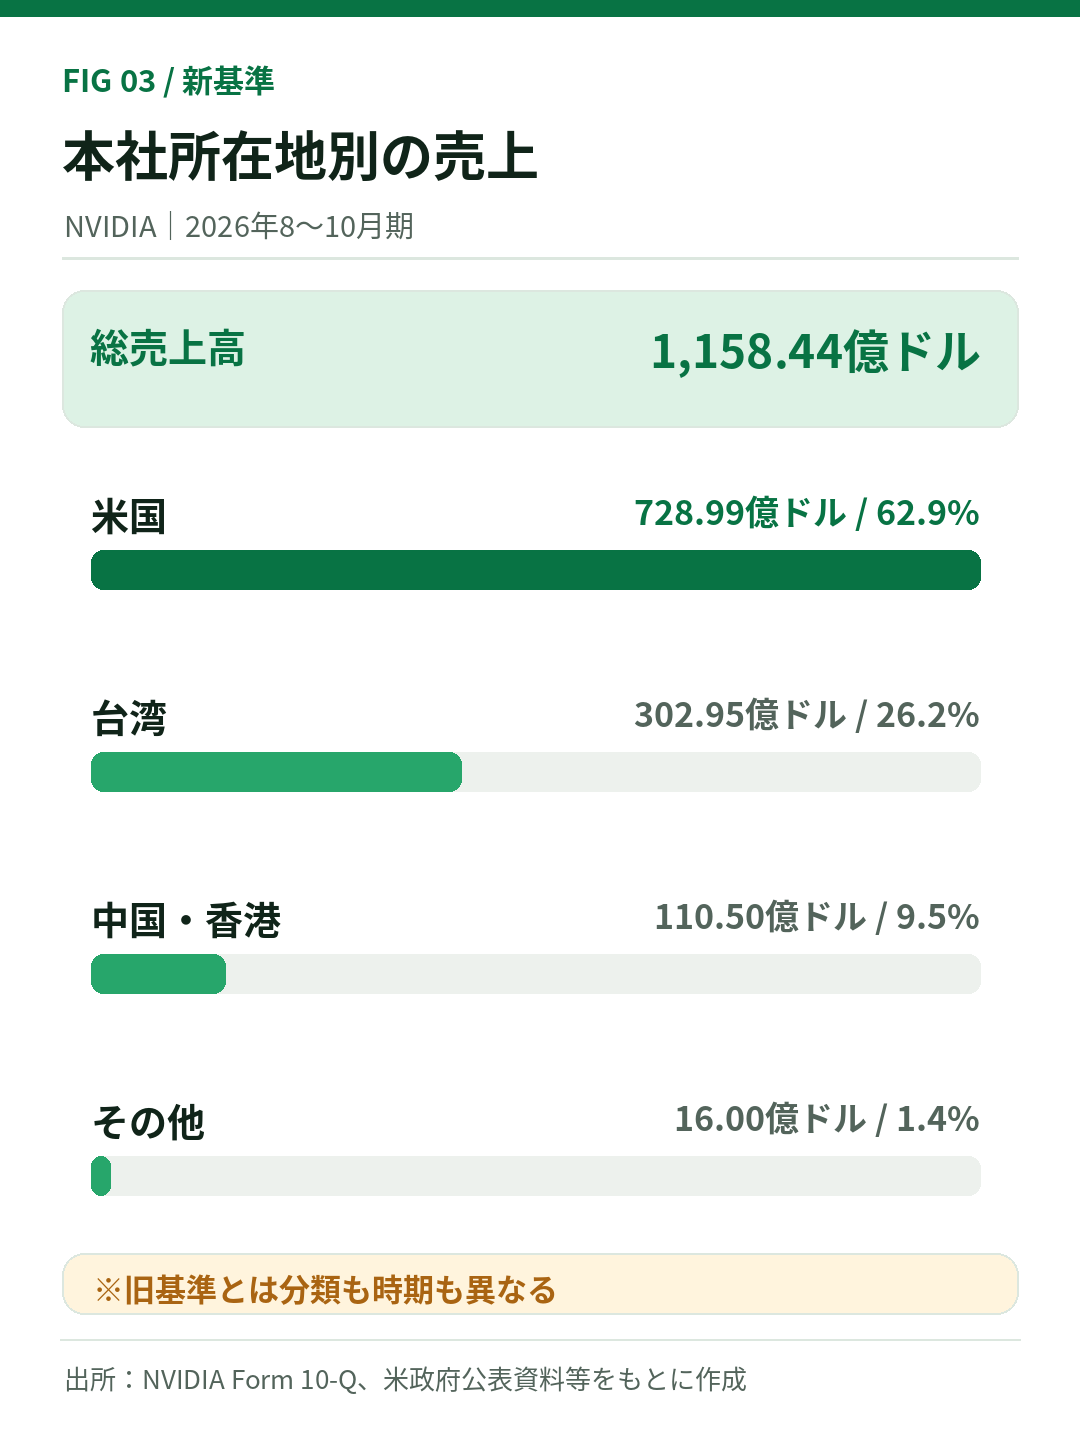 FIG 03 / 新基準
本社所在地別の売上
NVIDIA｜2026年8〜10月期
総売上高 1,158.44億ドル
米国 728.99億ドル / 62.9%
台湾 302.95億ドル / 26.2%
中国・香港 110.50億ドル / 9.5%
その他 16.00億ドル / 1.4%
※旧基準とは分類も時期も異なる
出所：NVIDIA Form 10-Q、米政府公表資料等をもとに作成